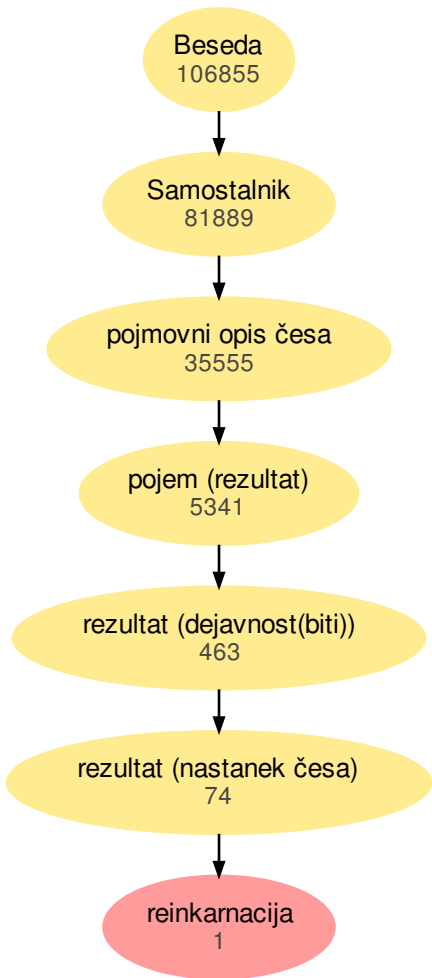 Beseda
106855
Samostalnik
81889
pojmovni opis česa
35555
pojem (rezultat)
5341
rezultat (dejavnost(biti))
463
rezultat (nastanek česa)
74
reinkarnacija
1